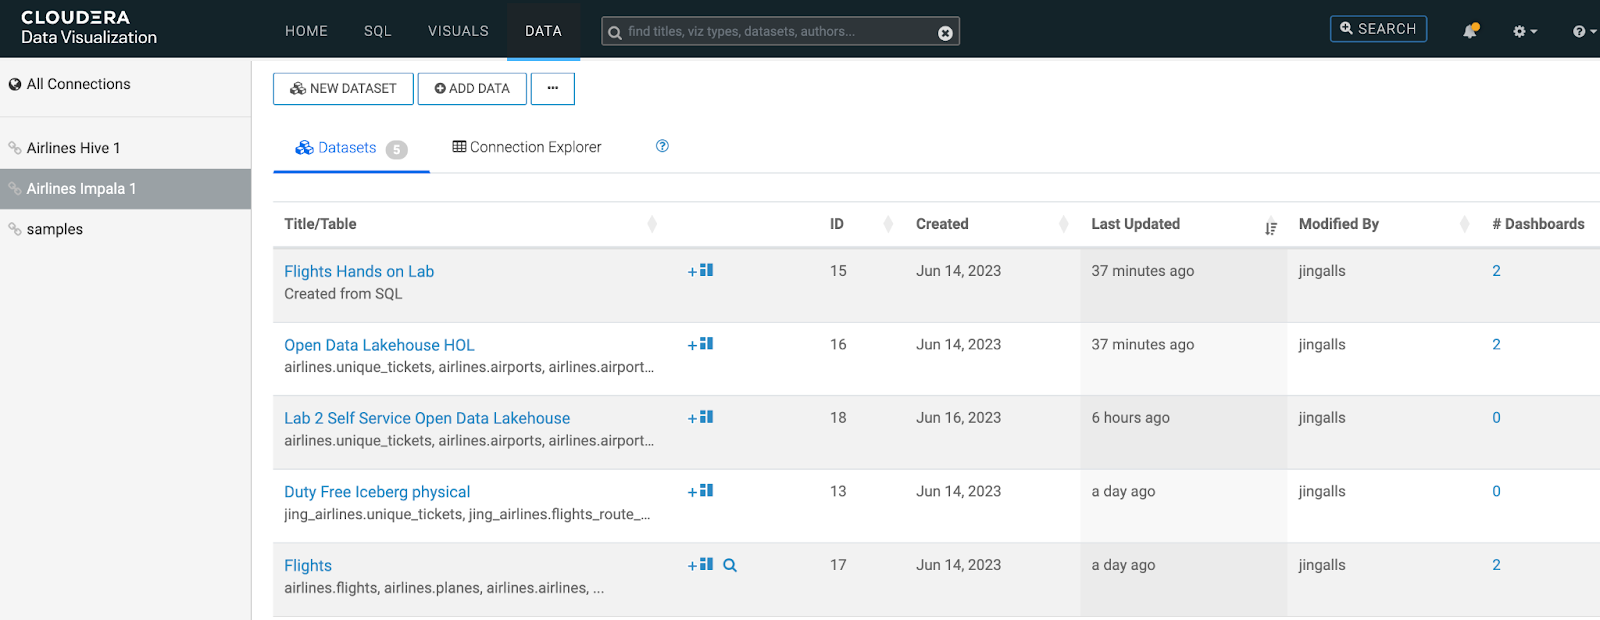 CLOUDERA
Data Visualization
HOME SQL VISUALS DATA find titles, viz types, datasets, authors... SEARCH
All Connections
Airlines Hive 1
Airlines Impala 1
samples
NEW DATASET ADD DATA ...
Datasets 5 Connection Explorer ?
Title/Table ID Created Last Updated Modified By # Dashboards
Flights Hands on Lab 15 Jun 14, 2023 37 minutes ago jingalls 2
Created from SQL
Open Data Lakehouse HOL 16 Jun 14, 2023 37 minutes ago jingalls 2
airlines.unique_tickets, airlines.airports, airlines.airport...
Lab 2 Self Service Open Data Lakehouse 18 Jun 16, 2023 6 hours ago jingalls 0
airlines.unique_tickets, airlines.airports, airlines.airport...
Duty Free Iceberg physical 13 Jun 14, 2023 a day ago jingalls 0
jing_airlines.unique_tickets, jing_airlines.flights_route_...
Flights 17 Jun 14, 2023 a day ago jingalls 2
airlines.flights, airlines.planes, airlines.airlines, ...